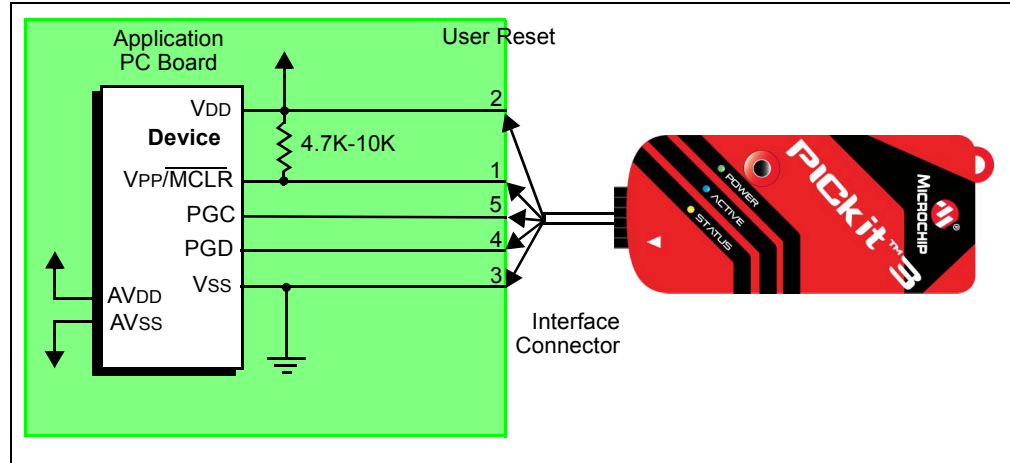 Application
PC Board
User Reset
VDD
2
Device
4.7K-10K
VPP/MCLR
1
PGC
5
PGD
4
VSS
3
AVDD
AVSS
Interface
Connector
POWER
ACTIVE
STATUS
PICkit™3
MICROCHIP
®